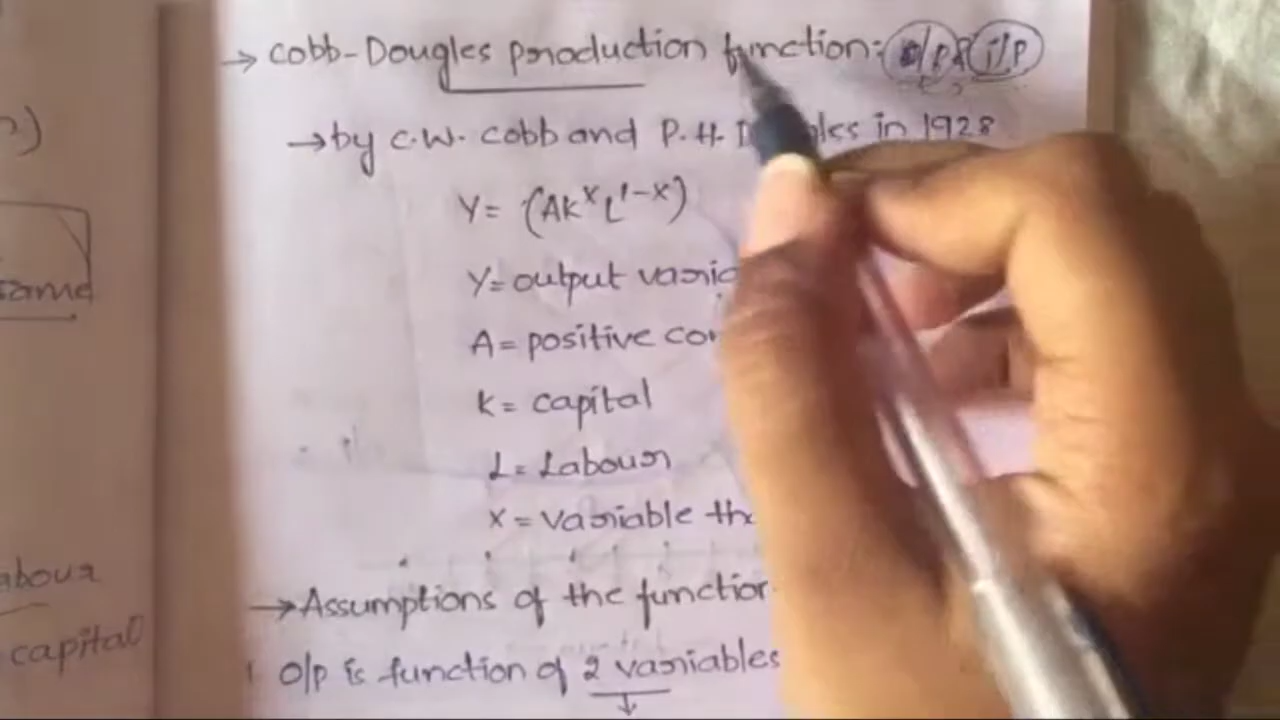 n)
same
abour
capital
→ Cobb-Dougles production function: o/p & i/p
→ by C.W. Cobb and P.H. in 1928
Y = (AK^x L^1-x)
Y = output
A = positive
K = capital
L = Labour
x = variable
→ Assumptions of the function
1. O/p is function of 2 variables
↓